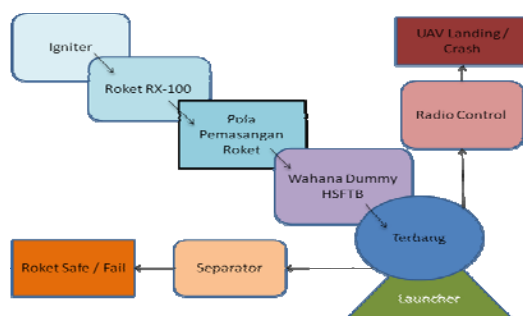 Igniter
UAV Landing /
Crash
Roket RX-100
Pola
Pemasangan
Roket
Radio Control
Wahana Dummy
HSFTB
Terbang
Roket Safe / Fail
Separator
Launcher